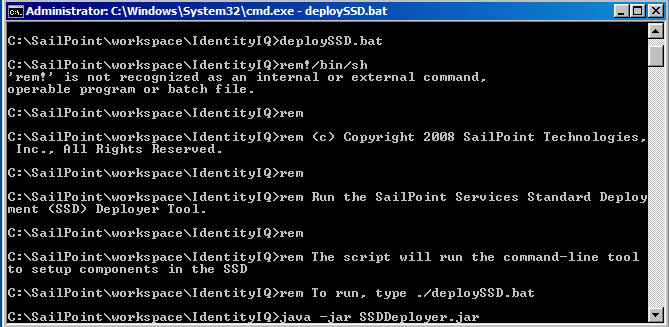 Administrator: C:\Windows\System32\cmd.exe - deploySSD.bat
C:\SailPoint\workspace\IdentityIQ>deploySSD.bat
C:\SailPoint\workspace\IdentityIQ>rem!/bin/sh
'rem!' is not recognized as an internal or external command,
operable program or batch file.
C:\SailPoint\workspace\IdentityIQ>rem
C:\SailPoint\workspace\IdentityIQ>rem (c) Copyright 2008 SailPoint Technologies,
Inc., All Rights Reserved.
C:\SailPoint\workspace\IdentityIQ>rem
C:\SailPoint\workspace\IdentityIQ>rem Run the SailPoint Services Standard Deploy
ment (SSD) Deployer Tool.
C:\SailPoint\workspace\IdentityIQ>rem
C:\SailPoint\workspace\IdentityIQ>rem The script will run the command-line tool
to setup components in the SSD
C:\SailPoint\workspace\IdentityIQ>rem To run, type ./deploySSD.bat
C:\SailPoint\workspace\IdentityIQ>java -jar SSDDeployer.jar